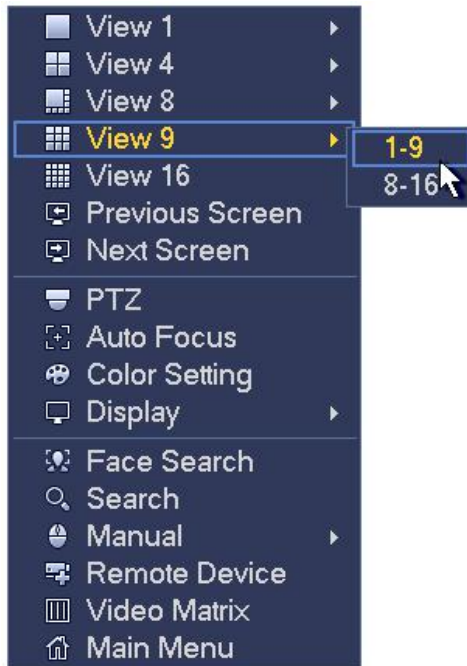 View 1
View 4
View 8
View 9
1-9
View 16
8-16
Previous Screen
Next Screen
PTZ
Auto Focus
Color Setting
Display
Face Search
Search
Manual
Remote Device
Video Matrix
Main Menu